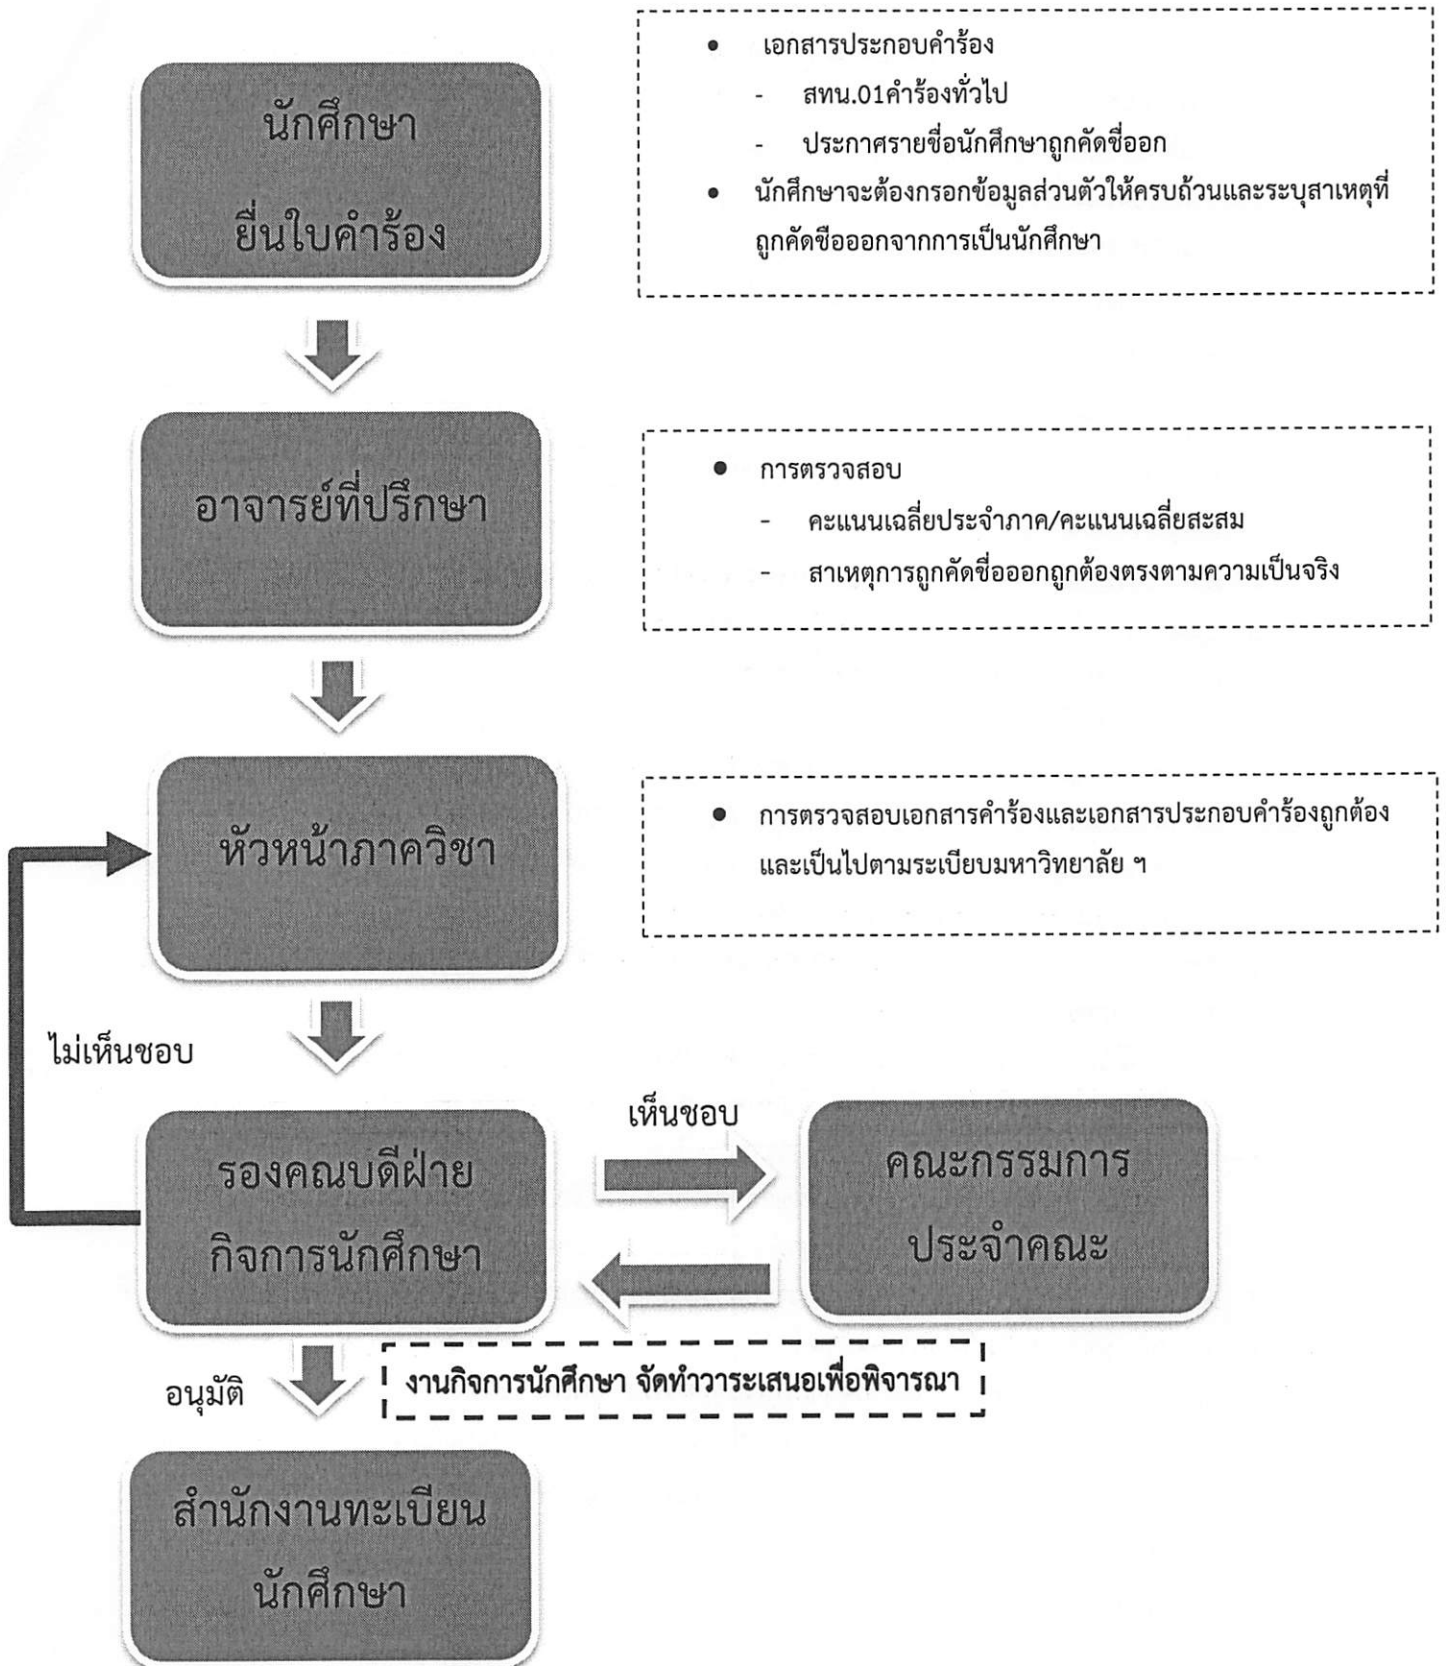 นักศึกษา
ยื่นใบคำร้อง
• เอกสารประกอบคำร้อง
- สทน.01คำร้องทั่วไป
- ประกาศรายชื่อนักศึกษาถูกคัดชื่ออก
• นักศึกษาจะต้องกรอกข้อมูลส่วนตัวให้ครบถ้วนและระบุสาเหตุที่
ถูกคัดชือออกจากการเป็นนักศึกษา
อาจารย์ที่ปรึกษา
• การตรวจสอบ
- คะแนนเฉลี่ยประจำภาค/คะแนนเฉลี่ยสะสม
- สาเหตุการถูกคัดชื่อออกถูกต้องตรงตามความเป็นจริง
หัวหน้าภาควิชา
• การตรวจสอบเอกสารคำร้องและเอกสารประกอบคำร้องถูกต้อง
และเป็นไปตามระเบียบมหาวิทยาลัย ฯ
ไม่เห็นชอบ
รองคณบดีฝ่าย
กิจการนักศึกษา
เห็นชอบ
คณะกรรมการ
ประจำคณะ
อนุมัติ
งานกิจการนักศึกษา จัดทำวาระเสนอเพื่อพิจารณา
สำนักงานทะเบียน
นักศึกษา